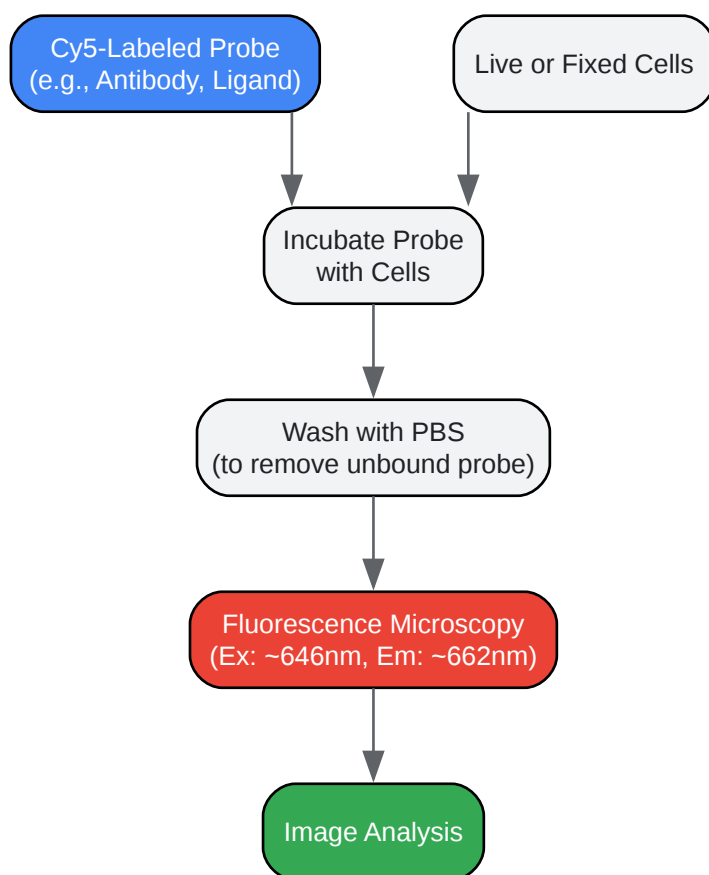 Cy5-Labeled Probe
(e.g., Antibody, Ligand)
Live or Fixed Cells
Incubate Probe
with Cells
Wash with PBS
(to remove unbound probe)
Fluorescence Microscopy
(Ex: ~646nm, Em: ~662nm)
Image Analysis